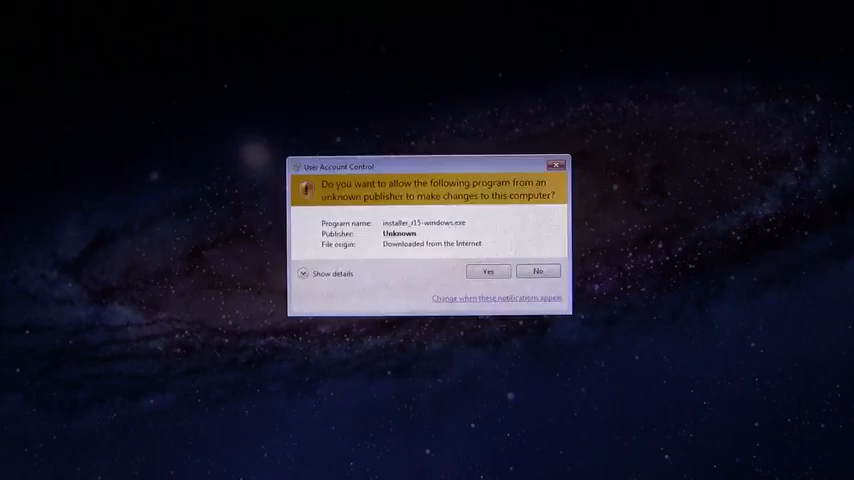 User Account Control
Do you want to allow the following program from an
unknown publisher to make changes to this computer?
Program name: installer_r15-windows.exe
Publisher: Unknown
File origin: Downloaded from the Internet
Show details
Yes
No
Change when these notifications appear